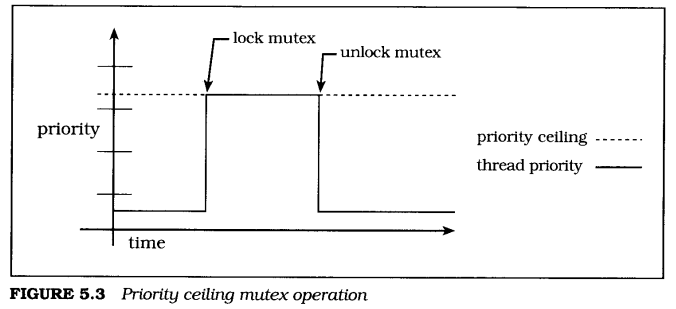 lock mutex
unlock mutex
priority
priority ceiling
thread priority
time
FIGURE 5.3 Priority ceiling mutex operation